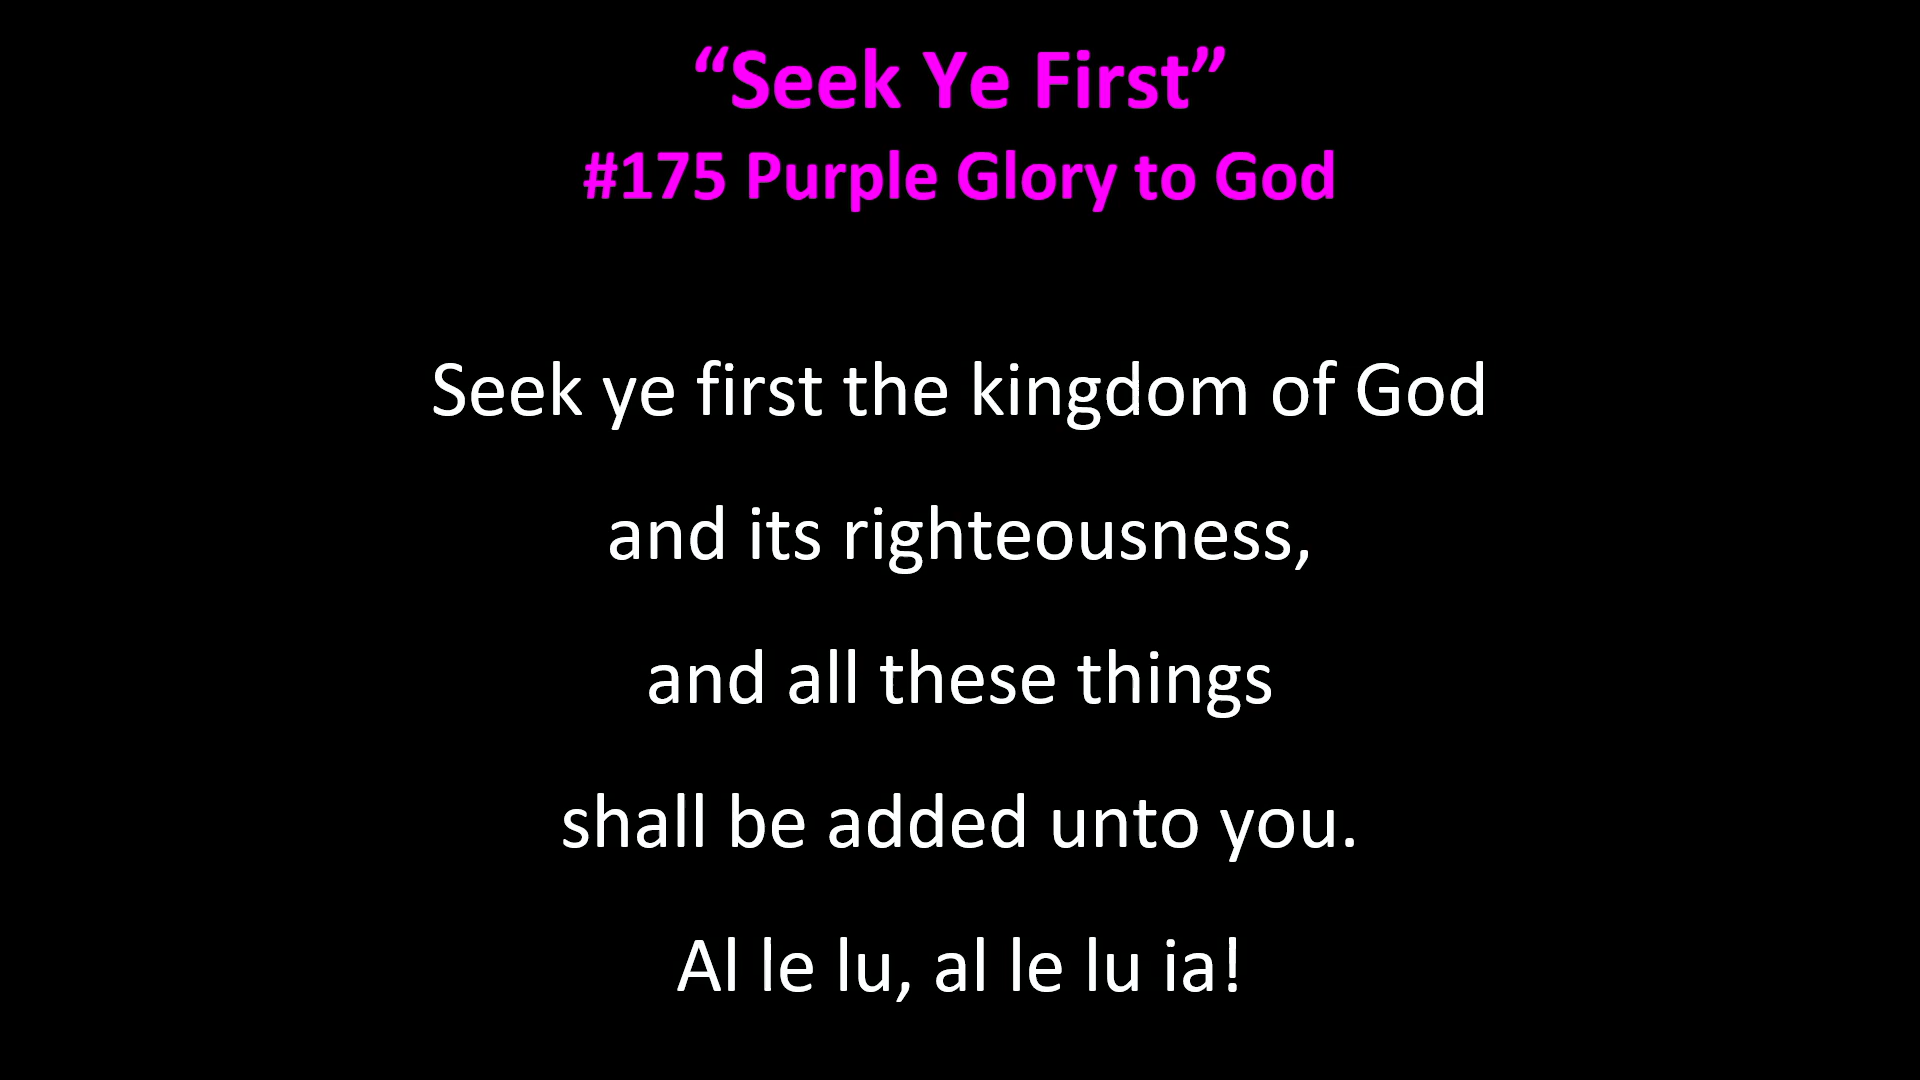 “Seek Ye First”
#175 Purple Glory to God
Seek ye first the kingdom of God
and its righteousness,
and all these things
shall be added unto you.
Al le lu, al le lu ia!